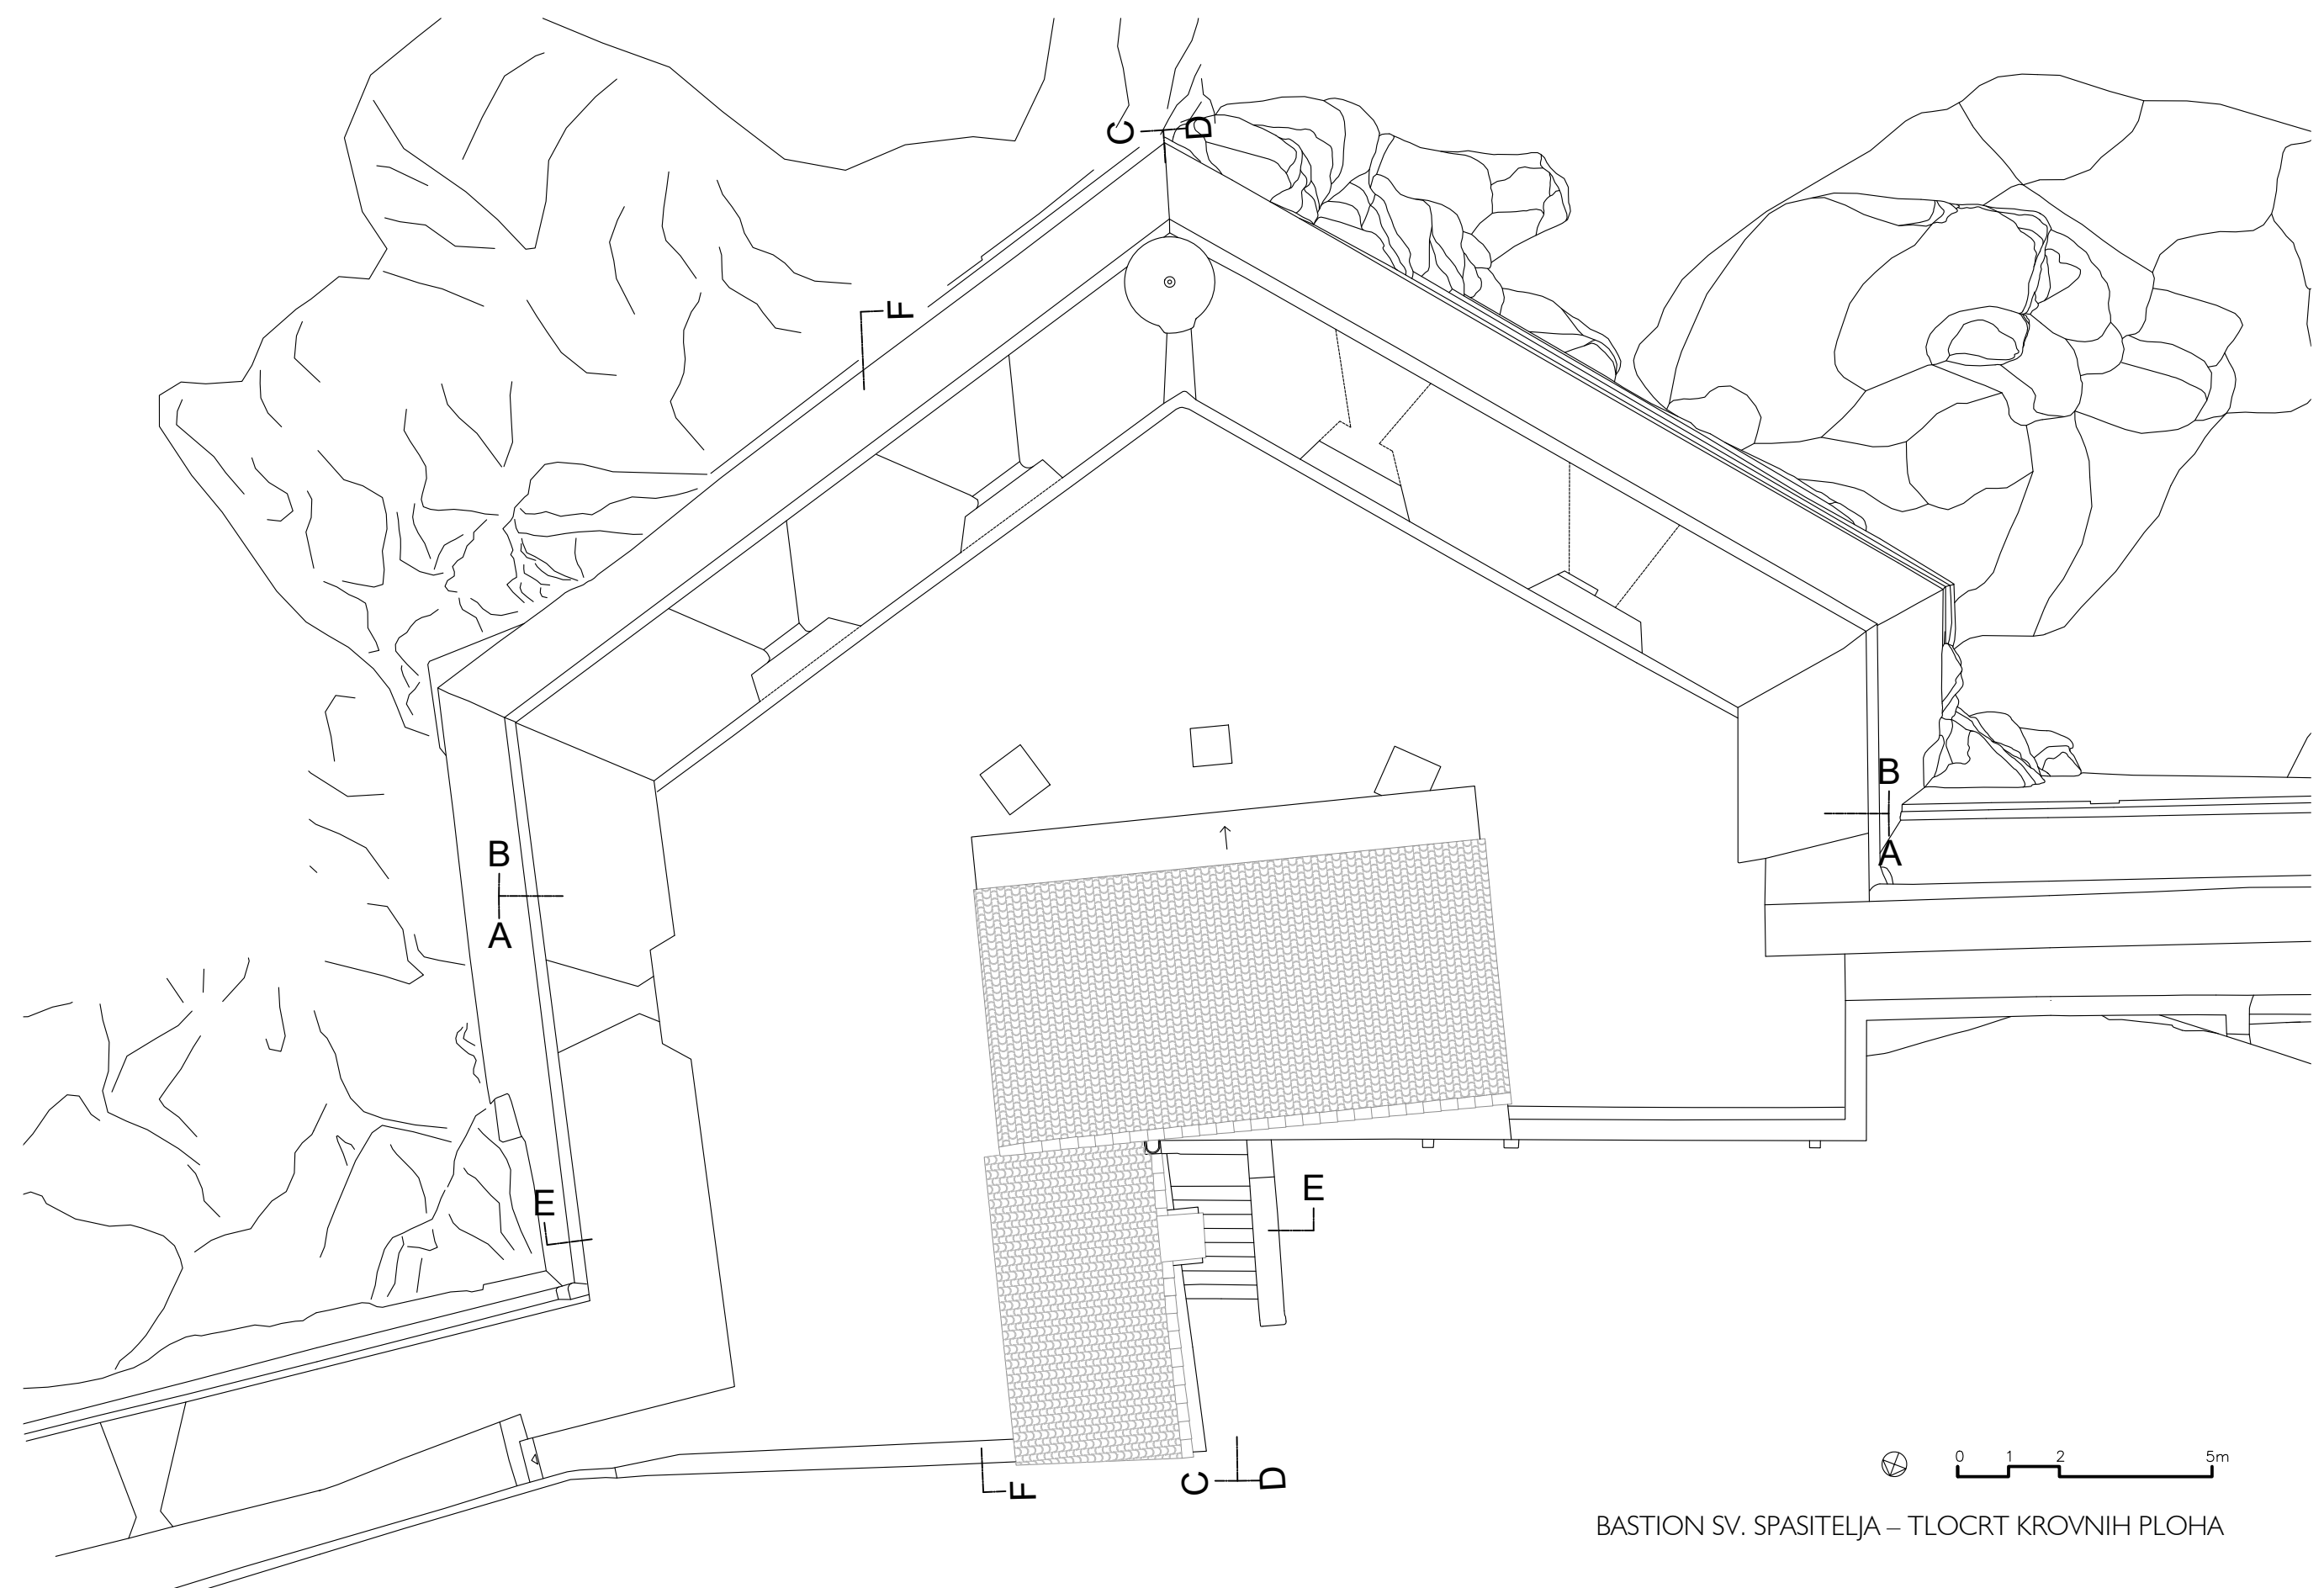 C D
F
B
B
A
A
E
E
F
C D
0 1 2 5m
BASTION SV. SPASITELJA – TLOCRT KROVNIH PLOHA